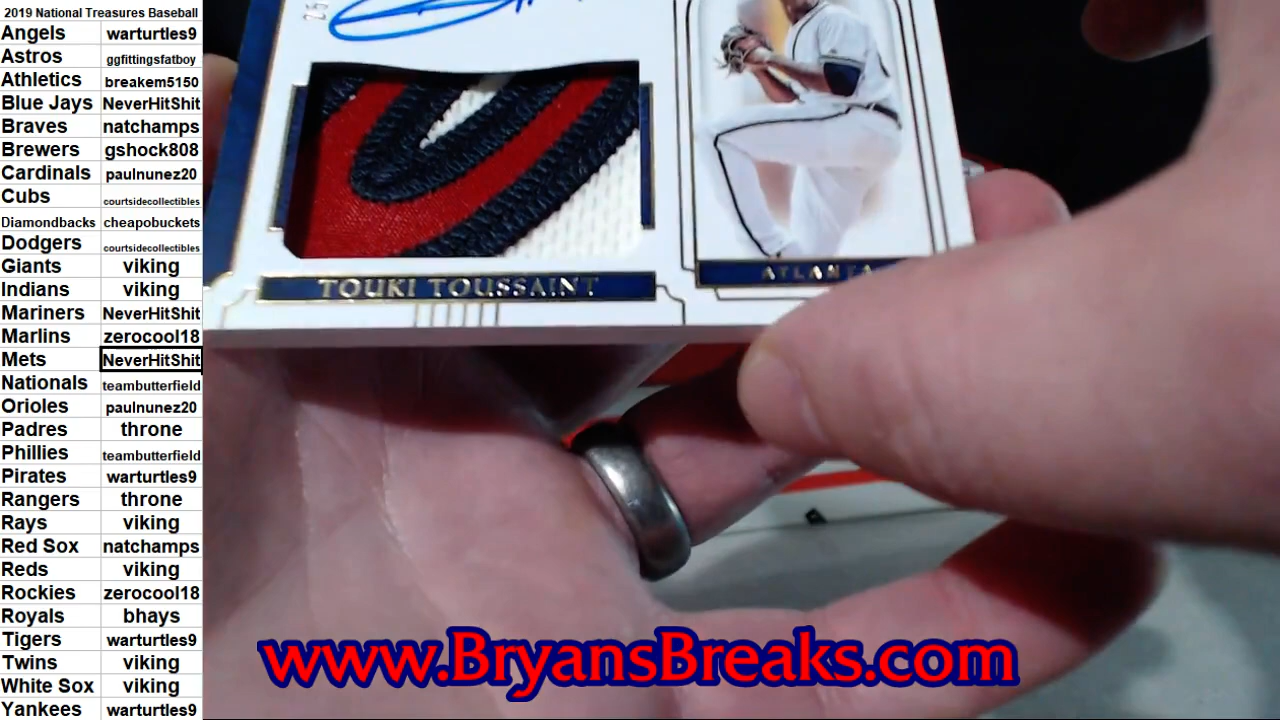 2019 National Treasures Baseball
Angels warturtles9
Astros ggfittingsfatboy
Athletics breakem5150
Blue Jays NeverHitShit
Braves natchamps
Brewers gshock808
Cardinals paulnunez20
Cubs courtsidecollectibles
Diamondbacks cheapobuckets
Dodgers courtsidecollectibles
Giants viking
Indians viking
Mariners NeverHitShit
Marlins zerocool18
Mets NeverHitShit
Nationals teambutterfield
Orioles paulnunez20
Padres throne
Phillies teambutterfield
Pirates warturtles9
Rangers throne
Rays viking
Red Sox natchamps
Reds viking
Rockies zerocool18
Royals bhays
Tigers warturtles9
Twins viking
White Sox viking
Yankees warturtles9
TOUKI TOUSSAINT
ATLANTA
www.BryansBreaks.com